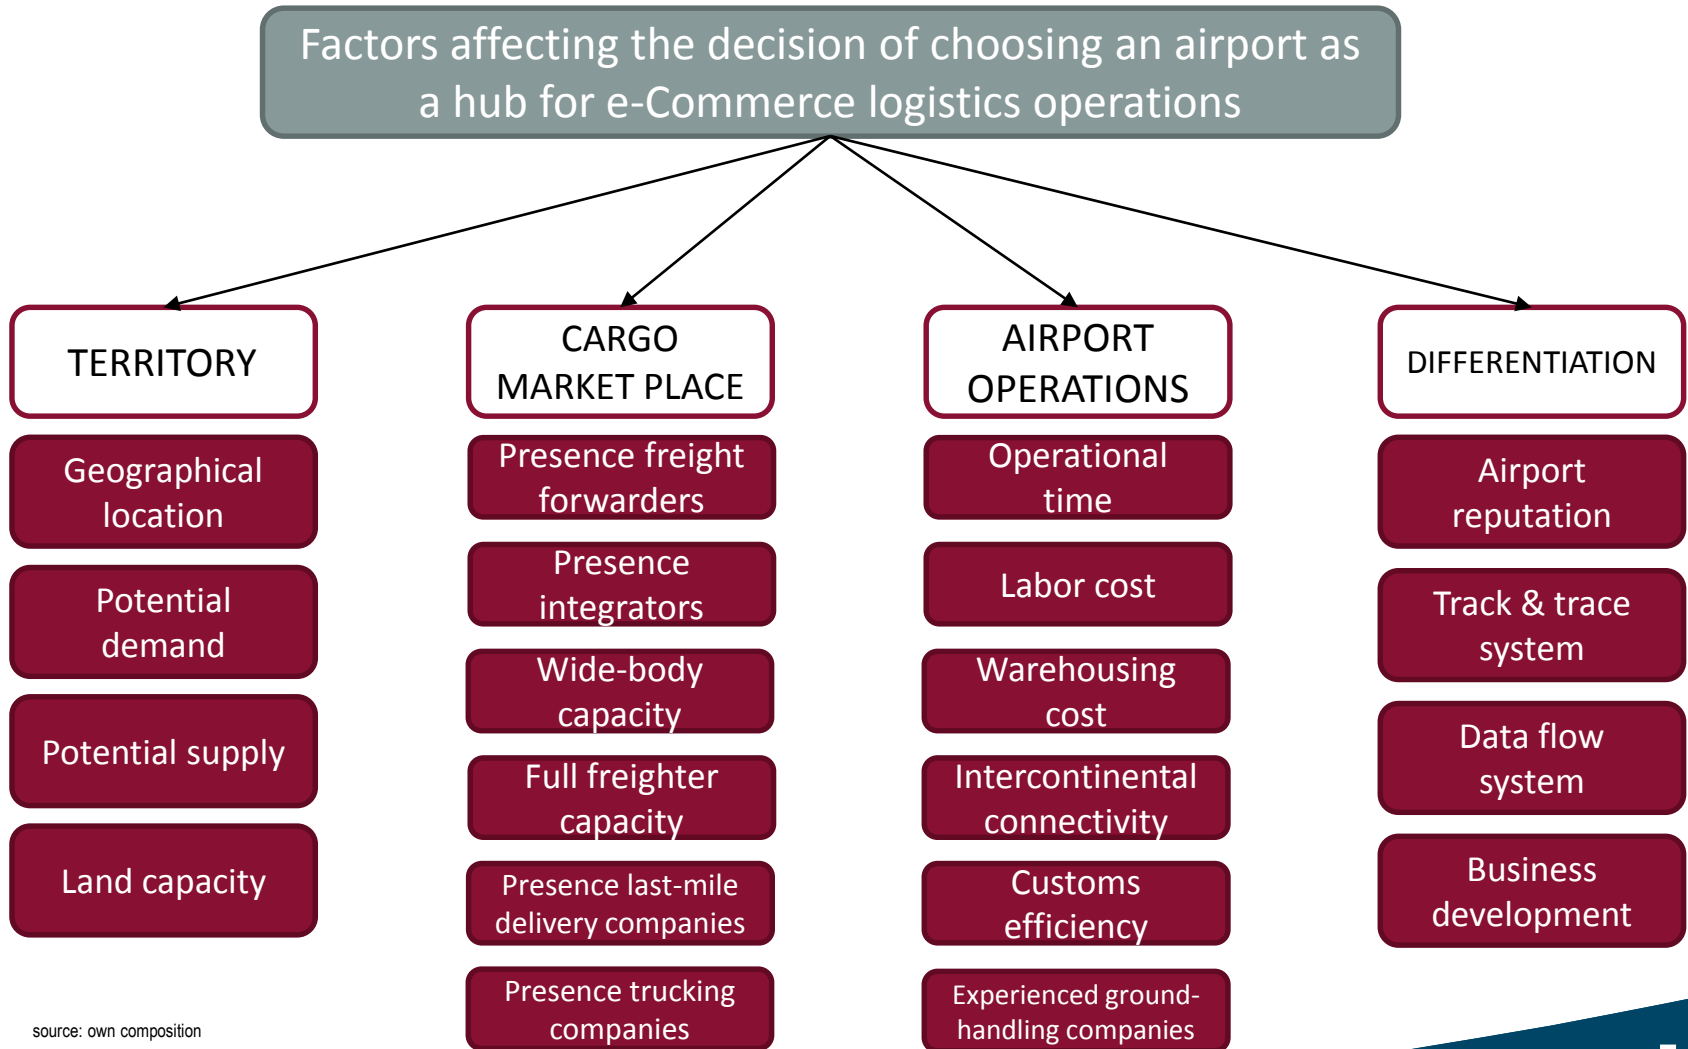 Factors affecting the decision of choosing an airport as
a hub for e-Commerce logistics operations
TERRITORY
Geographical
location
Potential
demand
Potential supply
Land capacity
CARGO
MARKET PLACE
Presence freight
forwarders
Presence
integrators
Wide-body
capacity
Full freighter
capacity
Presence last-mile
delivery companies
Presence trucking
companies
AIRPORT
OPERATIONS
Operational
time
Labor cost
Warehousing
cost
Intercontinental
connectivity
Customs
efficiency
Experienced ground-
handling companies
DIFFERENTIATION
Airport
reputation
Track & trace
system
Data flow
system
Business
development
source: own composition